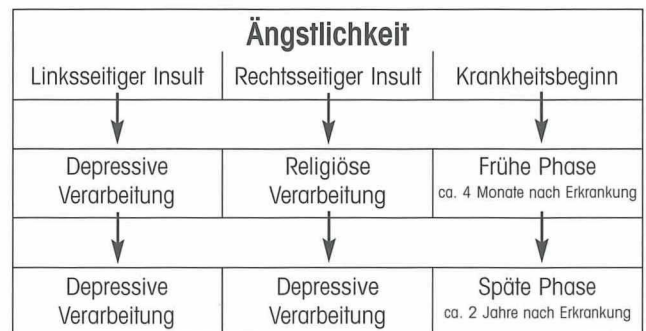 Ängstlichkeit
Linksseitiger Insult Rechtsseitiger Insult Krankheitsbeginn
Depressive Verarbeitung
Religiöse Verarbeitung
Frühe Phase
ca. 4 Monate nach Erkrankung
Depressive Verarbeitung
Depressive Verarbeitung
Späte Phase
ca. 2 Jahre nach Erkrankung